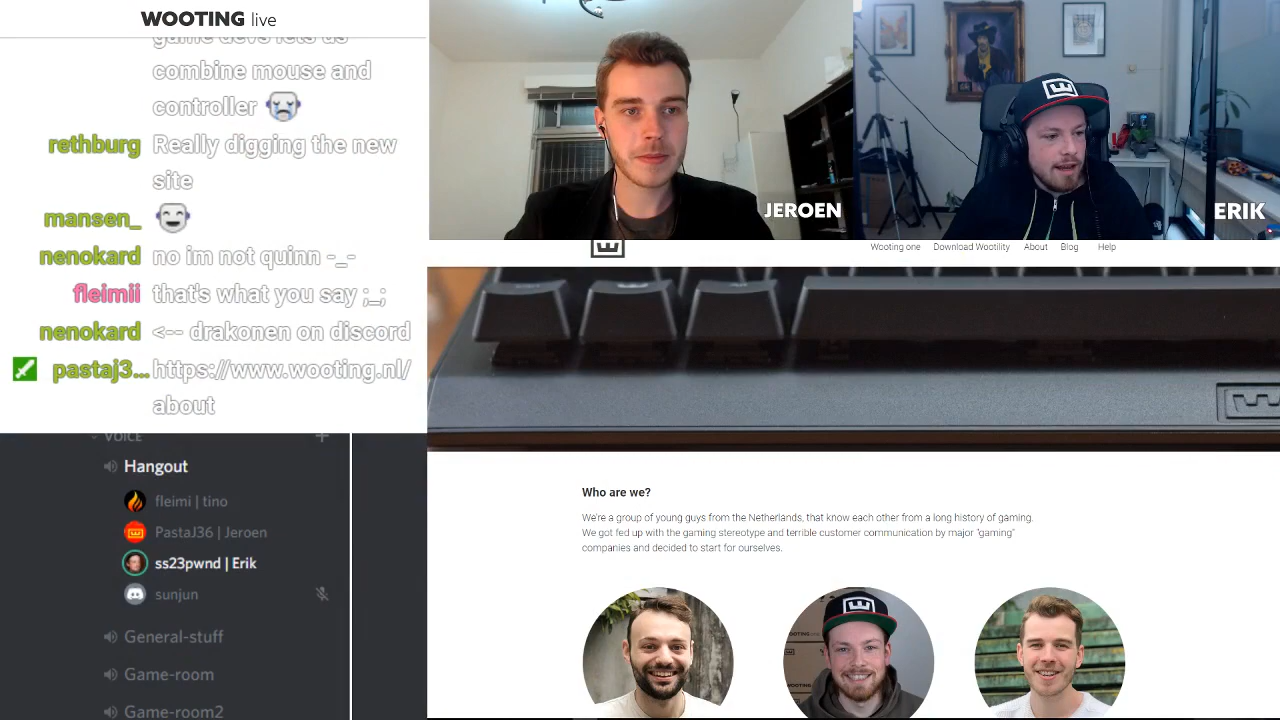 WOOTING live
game devs lets us
combine mouse and
controller
rethburg Really digging the new
site
mansen_
nenokard no im not quinn -_-
fleimii that's what you say ;_;
nenokard <-- drakonen on discord
pastaj3... https://www.wooting.nl/
about
VOICE
Hangout
fleimi | tino
PastaJ36 | Jeroen
ss23pwnd | Erik
sunjun
General-stuff
Game-room
Game-room2
JEROEN
ERIK
Wooting one Download Wootility About Blog Help
Who are we?
We're a group of young guys from the Netherlands, that know each other from a long history of gaming.
We got fed up with the gaming stereotype and terrible customer communication by major "gaming"
companies and decided to start for ourselves.